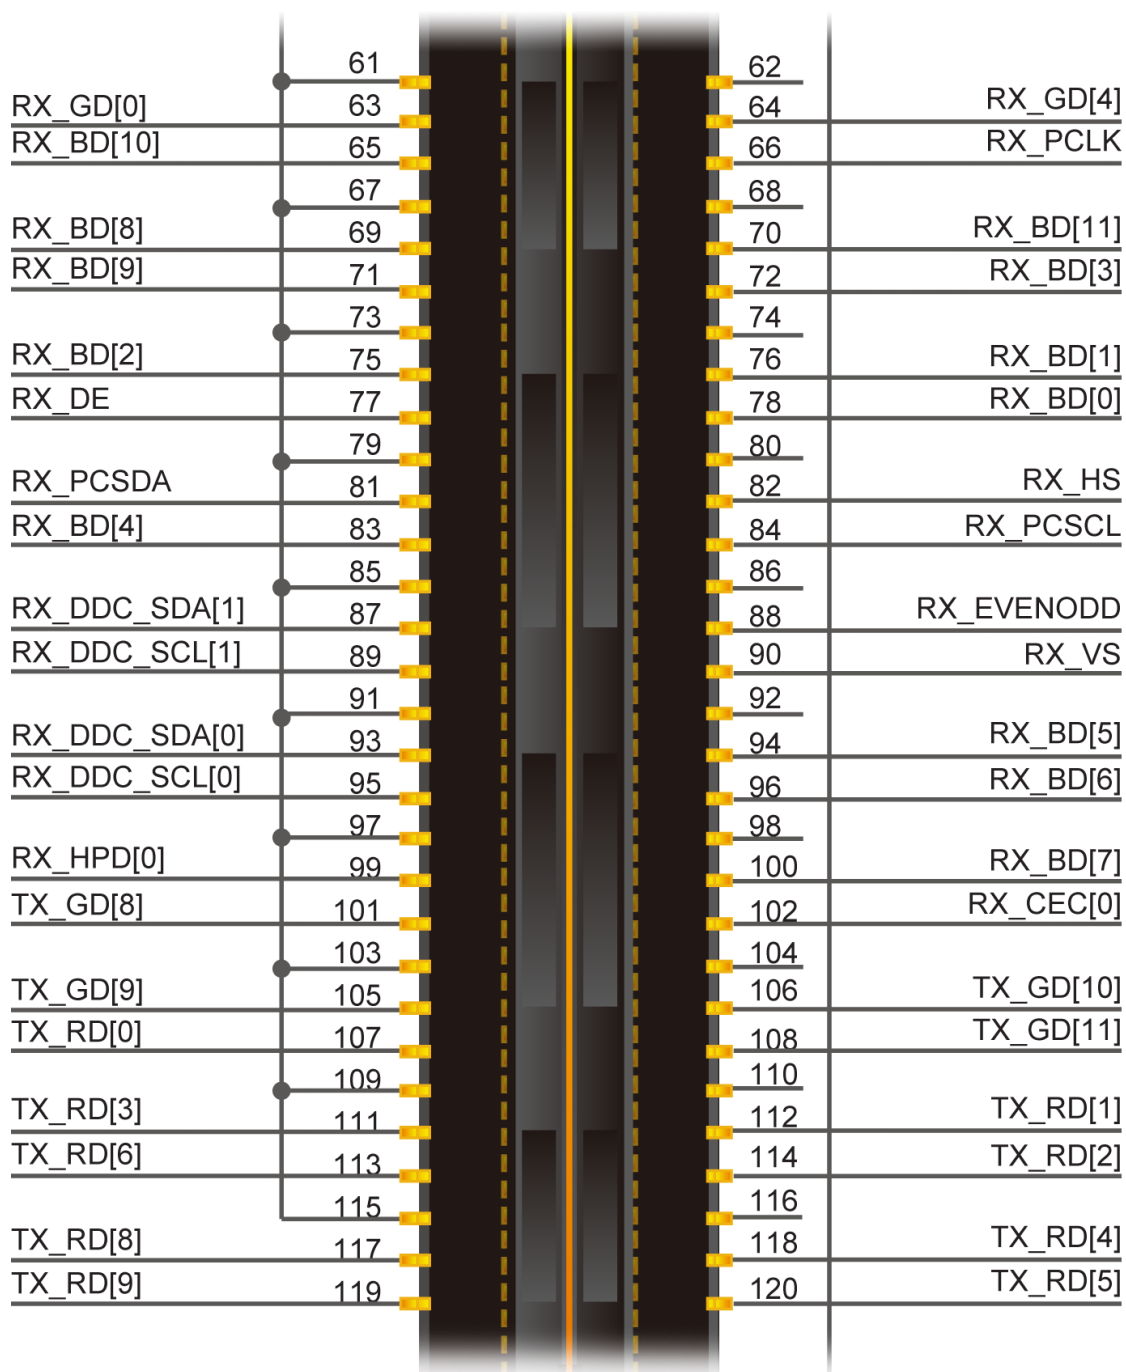 61 62
RX_GD[0] 63 64 RX_GD[4]
RX_BD[10] 65 66 RX_PCLK
67 68
RX_BD[8] 69 70 RX_BD[11]
RX_BD[9] 71 72 RX_BD[3]
73 74
RX_BD[2] 75 76 RX_BD[1]
RX_DE 77 78 RX_BD[0]
79 80
RX_PCSDA 81 82 RX_HS
RX_BD[4] 83 84 RX_PCSCL
85 86
RX_DDC_SDA[1] 87 88 RX_EVENODD
RX_DDC_SCL[1] 89 90 RX_VS
91 92
RX_DDC_SDA[0] 93 94 RX_BD[5]
RX_DDC_SCL[0] 95 96 RX_BD[6]
97 98
RX_HPD[0] 99 100 RX_BD[7]
TX_GD[8] 101 102 RX_CEC[0]
103 104
TX_GD[9] 105 106 TX_GD[10]
TX_RD[0] 107 108 TX_GD[11]
109 110
TX_RD[3] 111 112 TX_RD[1]
TX_RD[6] 113 114 TX_RD[2]
115 116
TX_RD[8] 117 118 TX_RD[4]
TX_RD[9] 119 120 TX_RD[5]